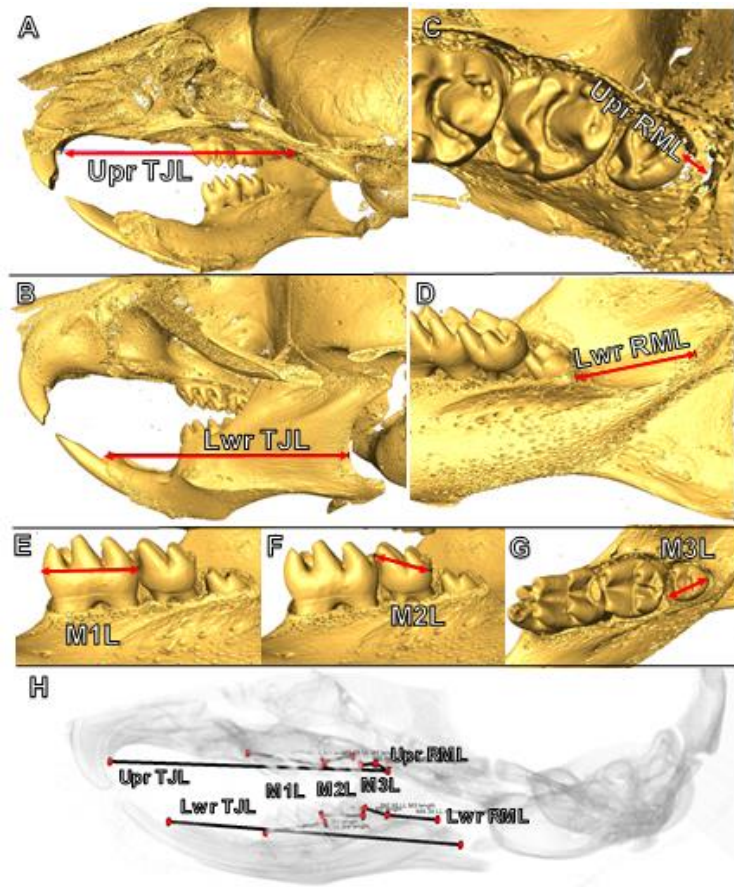 A
Upr TJL
C
Upr RML
B
Lwr TJL
D
Lwr RML
E
M1L
F
M2L
G
M3L
H
Upr RML
Upr TJL
M1L
M2L
M3L
Lwr TJL
Lwr RML